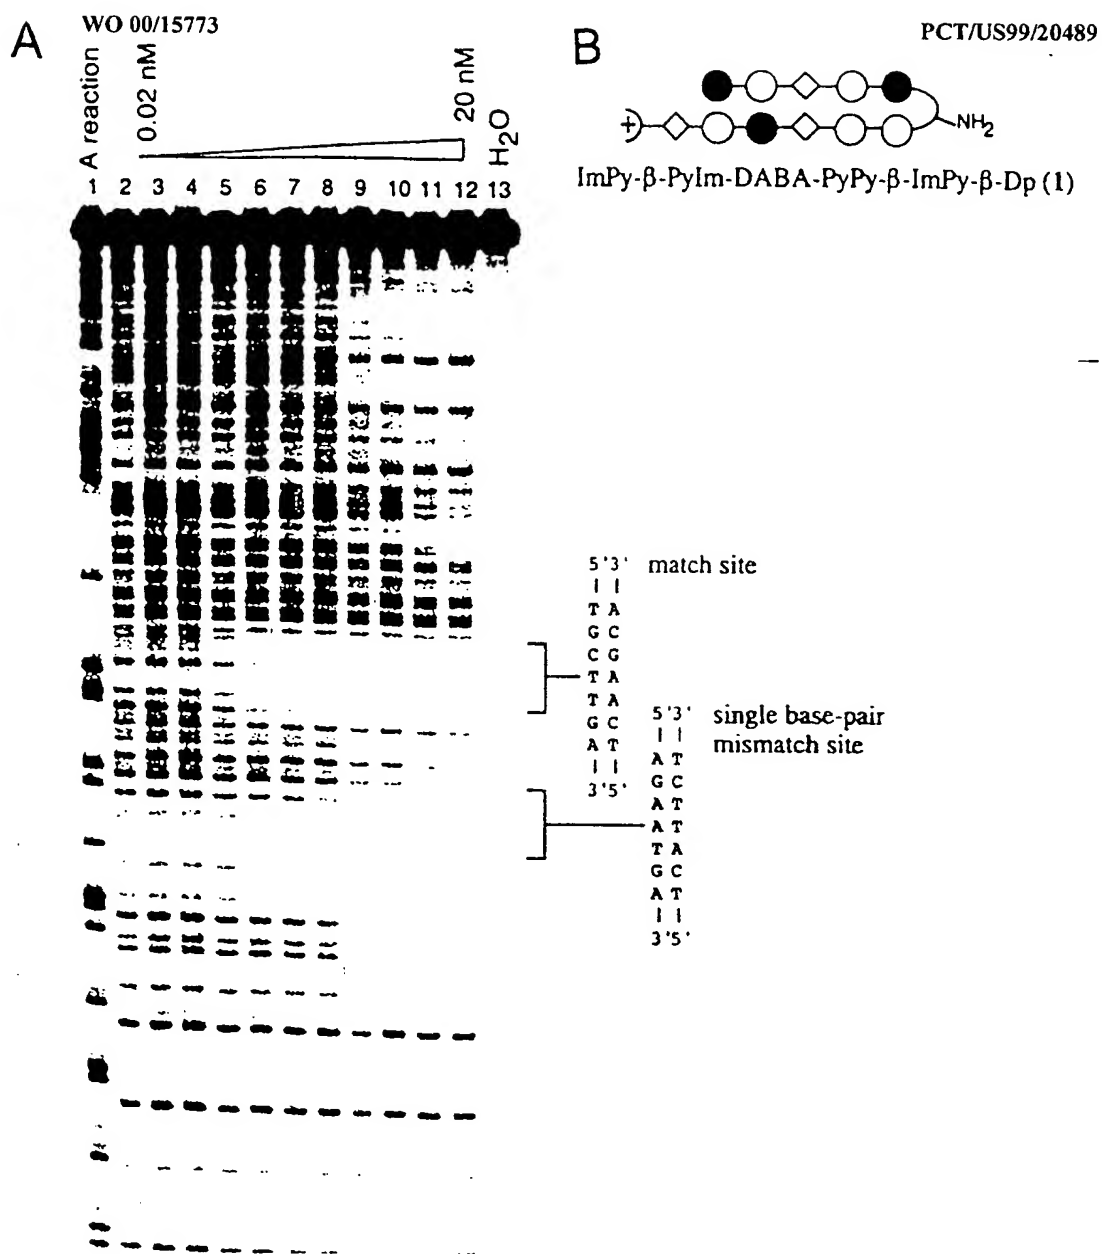 WO 00/15773
PCT/US99/20489
A
B
A reaction
0.02 nM
20 nM
H₂O
1 2 3 4 5 6 7 8 9 10 11 12 13
+
NH₂
ImPy-β-PyIm-DABA-PyPy-β-ImPy-β-Dp (1)
5'3' match site
T A
G C
C G
T A
T A
G C
A T
3'5'
5'3' single base-pair
mismatch site
A T
G C
A T
A T
T A
G C
A T
3'5'